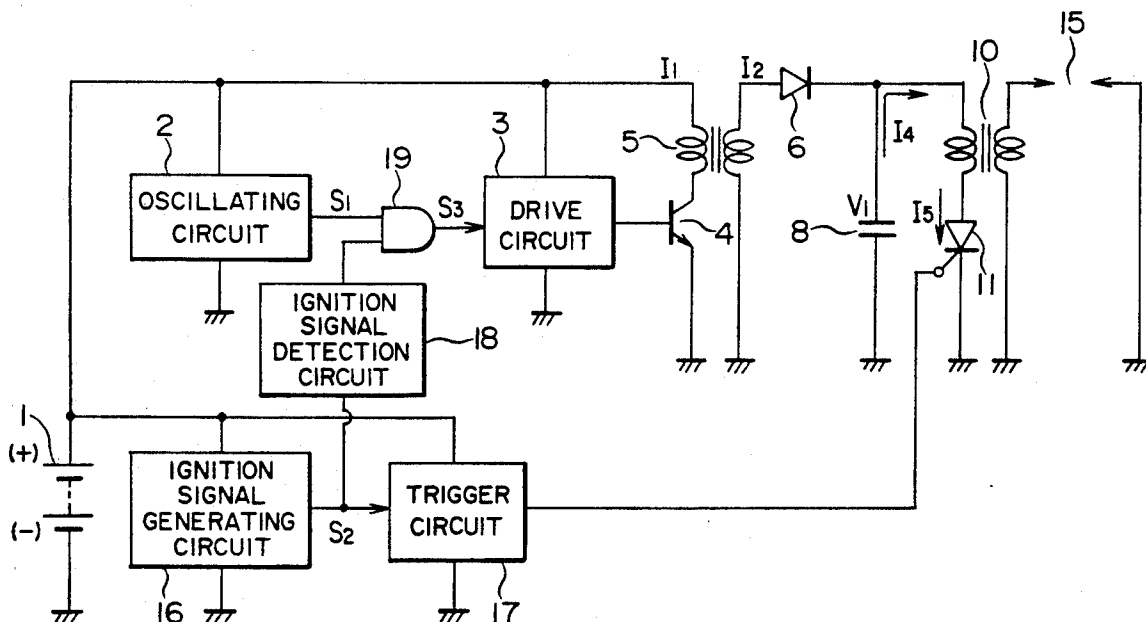 15
10
I1
I2
2
19
3
5
6
I4
OSCILLATING
CIRCUIT
S1
S3
DRIVE
CIRCUIT
4
V1
8
I5
11
IGNITION
SIGNAL
DETECTION
CIRCUIT
18
1
(+)
(-)
IGNITION
SIGNAL
GENERATING
CIRCUIT
S2
TRIGGER
CIRCUIT
16
17